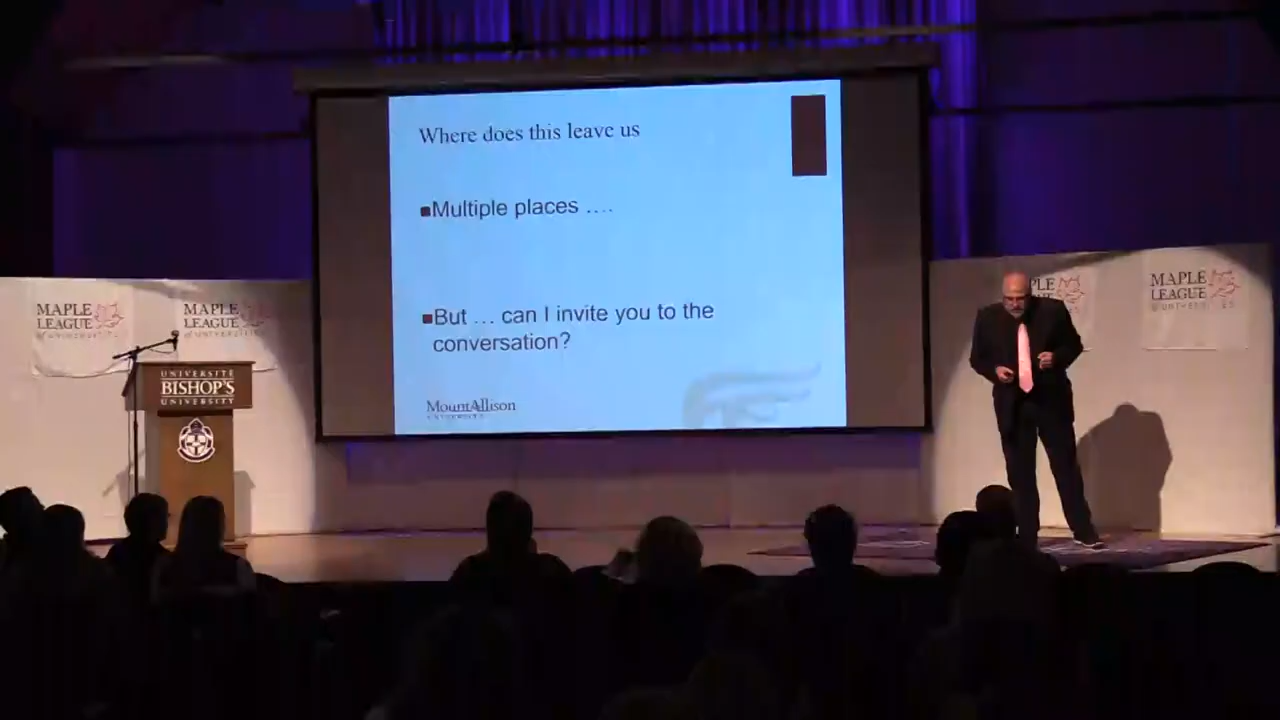 Where does this leave us
Multiple places ….
But … can I invite you to the
conversation?
MountAllison
MAPLE
LEAGUE
MAPLE
LEAGUE
UNIVERSITÉ
BISHOP'S
UNIVERSITY
PLE
MAPLE
LEAGUE